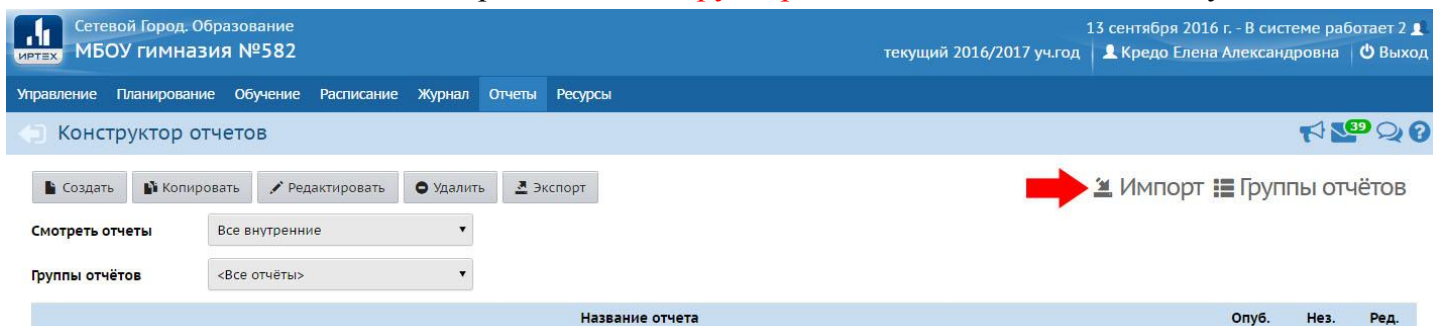 Сетевой Город. Образование
13 сентября 2016 г. - В системе работает 2
ИРТЕХ
МБОУ гимназия №582
текущий 2016/2017 уч.год Кредо Елена Александровна Выход
Управление Планирование Обучение Расписание Журнал Отчеты Ресурсы
Конструктор отчетов
39
Создать Копировать Редактировать Удалить Экспорт
Импорт Группы отчётов
Смотреть отчеты Все внутренние
Группы отчётов <Все отчёты>
Название отчета Опуб. Нез. Ред.